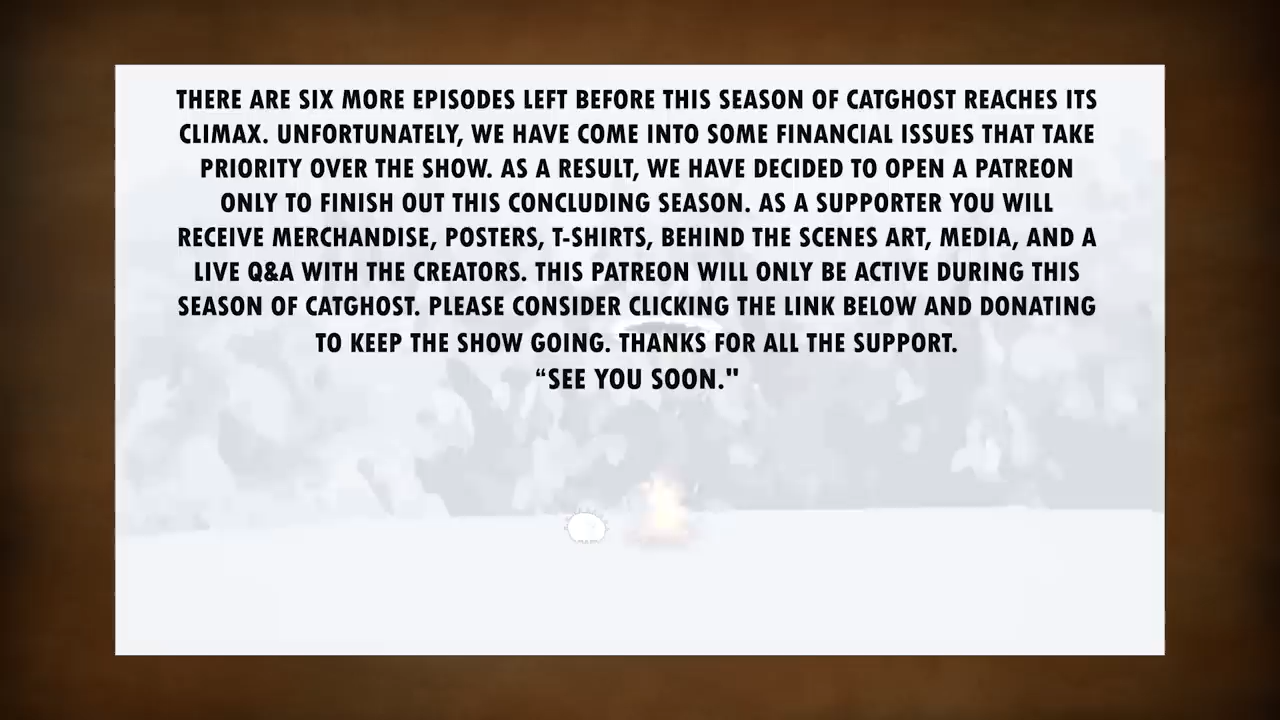 THERE ARE SIX MORE EPISODES LEFT BEFORE THIS SEASON OF CATGHOST REACHES ITS
CLIMAX. UNFORTUNATELY, WE HAVE COME INTO SOME FINANCIAL ISSUES THAT TAKE
PRIORITY OVER THE SHOW. AS A RESULT, WE HAVE DECIDED TO OPEN A PATREON
ONLY TO FINISH OUT THIS CONCLUDING SEASON. AS A SUPPORTER YOU WILL
RECEIVE MERCHANDISE, POSTERS, T-SHIRTS, BEHIND THE SCENES ART, MEDIA, AND A
LIVE Q&A WITH THE CREATORS. THIS PATREON WILL ONLY BE ACTIVE DURING THIS
SEASON OF CATGHOST. PLEASE CONSIDER CLICKING THE LINK BELOW AND DONATING
TO KEEP THE SHOW GOING. THANKS FOR ALL THE SUPPORT.
“SEE YOU SOON."